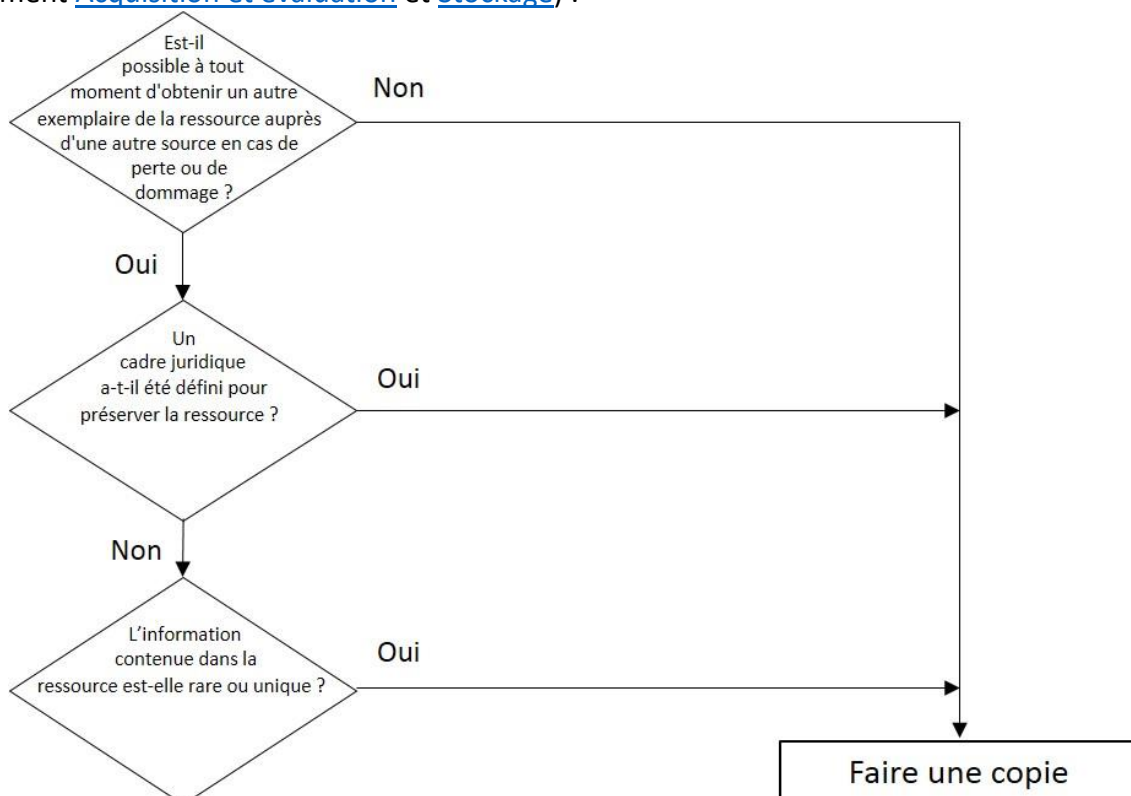 ment Acquisition et évaluation et Stockage) :
Est-il
possible à tout
moment d'obtenir un autre
exemplaire de la ressource auprès
d'une autre source en cas de
perte ou de
dommage ?
Non
Oui
Un
cadre juridique
a-t-il été défini pour
préserver la ressource ?
Oui
Non
L'information
contenue dans la
ressource est-elle rare ou unique ?
Oui
Faire une copie